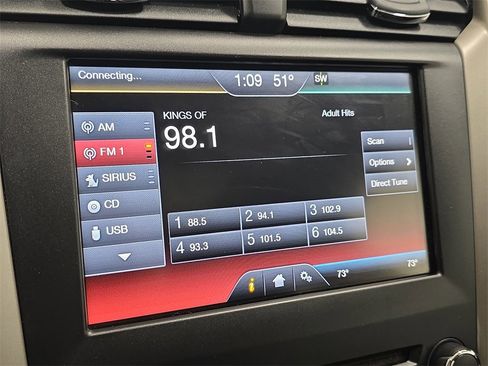 Connecting...
1:09 51°
SW
AM
FM 1
SIRIUS
CD
USB
KINGS OF
98.1
Adult Hits
Scan
Options
Direct Tune
1 88.5
2 94.1
3 102.9
4 93.3
5 101.5
6 104.5
i
73°
73°